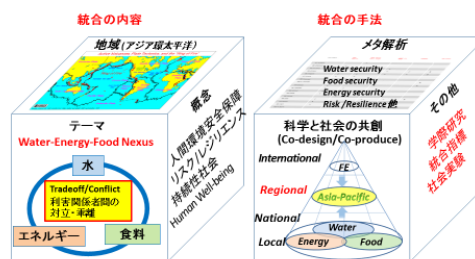 統合の内容
地域(アジア環太平洋)
テーマ
Water-Energy-Food Nexus
水
Tradeoff/Conflict
利害関係者間の
対立・乖離
エネルギー
食料
概念
人間環境安全保障
リスク/レジリエンス
持続性社会
Human Well-being
統合の手法
メタ解析
Water security
Food security
Energy security
Risk/Resilience 他
科学と社会の共創
(Co-design/Co-produce)
International
FE
Regional
Asia-Pacific
National
Water
Local
Energy
Food
その他
学際研究
統合指標
社会実験